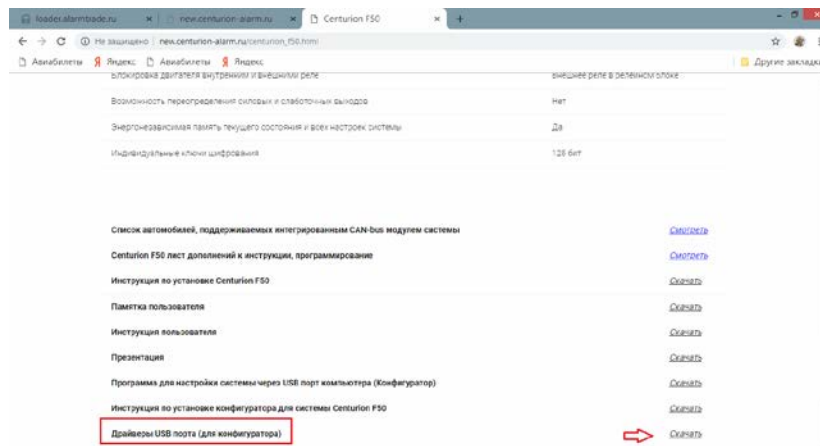 loader.alarmtrade.ru
new.centurion-alarm.ru
Centurion F50
Не защищено | new.centurion-alarm.ru/centurion_f50.html
Авиабилеты Яндекс Авиабилеты Яндекс Другие закладки
Блокировка двигателя внутренним и внешними реле внешнее реле в релейном блоке
Возможность переопределения силовых и слаботочных выходов Нет
Энергонезависимая память текущего состояния и всех настроек системы Да
Индивидуальные ключи шифрования 128 бит
Список автомобилей, поддерживаемых интегрированным CAN-bus модулем системы Смотреть
Centurion F50 лист дополнений к инструкции, программирование Смотреть
Инструкция по установке Centurion F50 Скачать
Памятка пользователя Скачать
Инструкция пользователя Скачать
Презентация Скачать
Программа для настройки системы через USB порт компьютера (Конфигуратор) Скачать
Инструкция по установке конфигуратора для системы Centurion F50 Скачать
Драйверы USB порта (для конфигуратора) Скачать